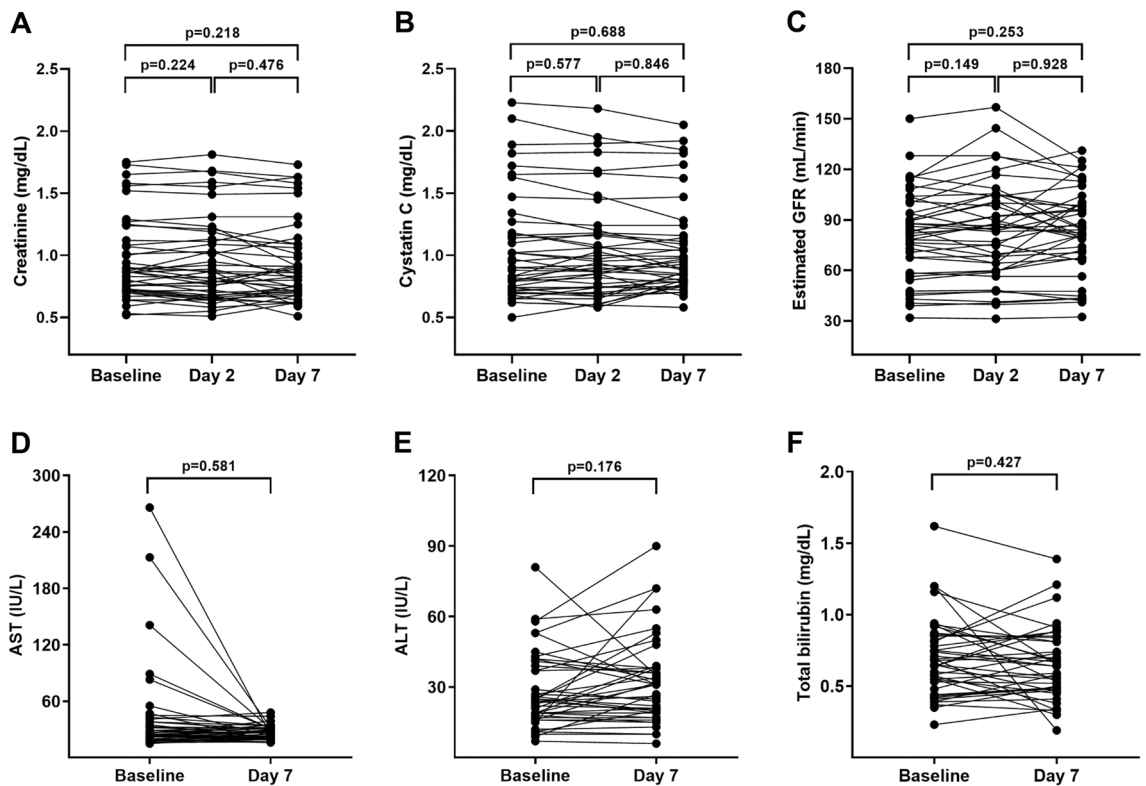 A
p=0.218
p=0.224
p=0.476
2.5
2.0
1.5
1.0
0.5
Creatinine (mg/dL)
Baseline
Day 2
Day 7
B
p=0.688
p=0.577
p=0.846
2.5
2.0
1.5
1.0
0.5
Cystatin C (mg/dL)
Baseline
Day 2
Day 7
C
p=0.253
p=0.149
p=0.928
180
150
120
90
60
30
Estimated GFR (mL/min)
Baseline
Day 2
Day 7
D
p=0.581
300
240
180
120
60
AST (IU/L)
Baseline
Day 7
E
p=0.176
120
90
60
30
ALT (IU/L)
Baseline
Day 7
F
p=0.427
2.0
1.5
1.0
0.5
Total bilirubin (mg/dL)
Baseline
Day 7